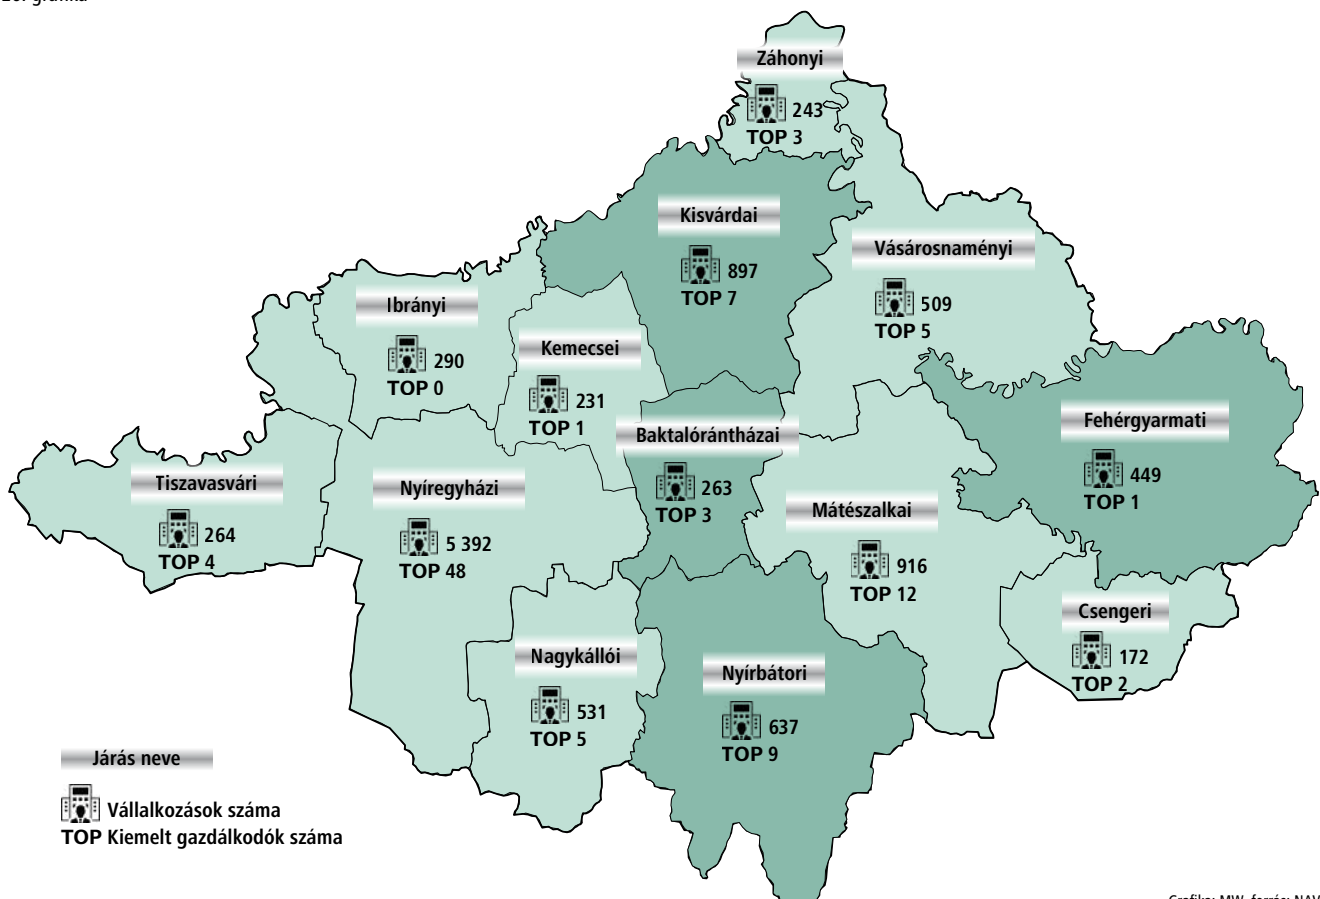 Záhonyi
243
TOP 3
Kisvárdai
897
TOP 7
Vásárosnaményi
509
TOP 5
Ibrányi
290
TOP 0
Kemecsei
231
TOP 1
Baktalórántházai
263
TOP 3
Fehérgyarmati
449
TOP 1
Tiszavasvári
264
TOP 4
Nyíregyházi
5 392
TOP 48
Mátészalkai
916
TOP 12
Csengeri
172
TOP 2
Nagykállói
531
TOP 5
Nyírbátori
637
TOP 9
Járás neve
Vállalkozások száma
TOP Kiemelt gazdálkodók száma